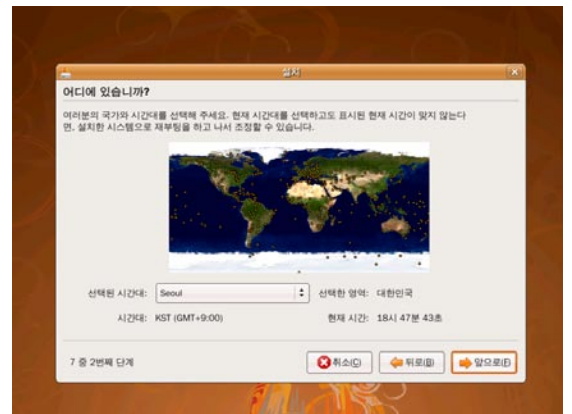 설치
어디에 있습니까?
여러분의 국가와 시간대를 선택해 주세요. 현재 시간대를 선택하고도 표시된 현재 시간이 맞지 않는다
면, 설치한 시스템으로 재부팅을 하고 나서 조정할 수 있습니다.
선택된 시간대: Seoul 선택한 영역: 대한민국
시간대: KST (GMT+9:00) 현재 시간: 18시 47분 43초
7 중 2번째 단계 취소(C) 뒤로(B) 앞으로(F)